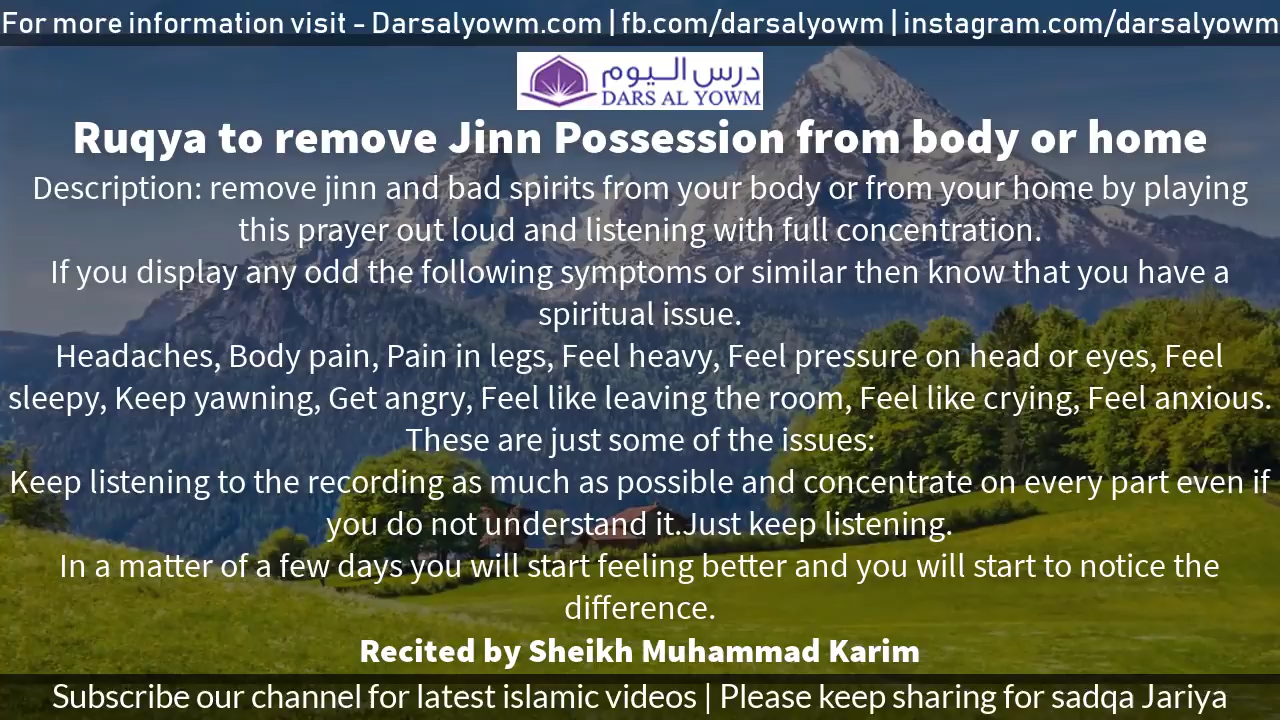 For more information visit - Darsalyowm.com | fb.com/darsalyowm | instagram.com/darsalyowm
درس اليوم
DARS AL YOWM
Ruqya to remove Jinn Possession from body or home
Description: remove jinn and bad spirits from your body or from your home by playing
this prayer out loud and listening with full concentration.
If you display any odd the following symptoms or similar then know that you have a
spiritual issue.
Headaches, Body pain, Pain in legs, Feel heavy, Feel pressure on head or eyes, Feel
sleepy, Keep yawning, Get angry, Feel like leaving the room, Feel like crying, Feel anxious.
These are just some of the issues:
Keep listening to the recording as much as possible and concentrate on every part even if
you do not understand it.Just keep listening.
In a matter of a few days you will start feeling better and you will start to notice the
difference.
Recited by Sheikh Muhammad Karim
Subscribe our channel for latest islamic videos | Please keep sharing for sadqa Jariya